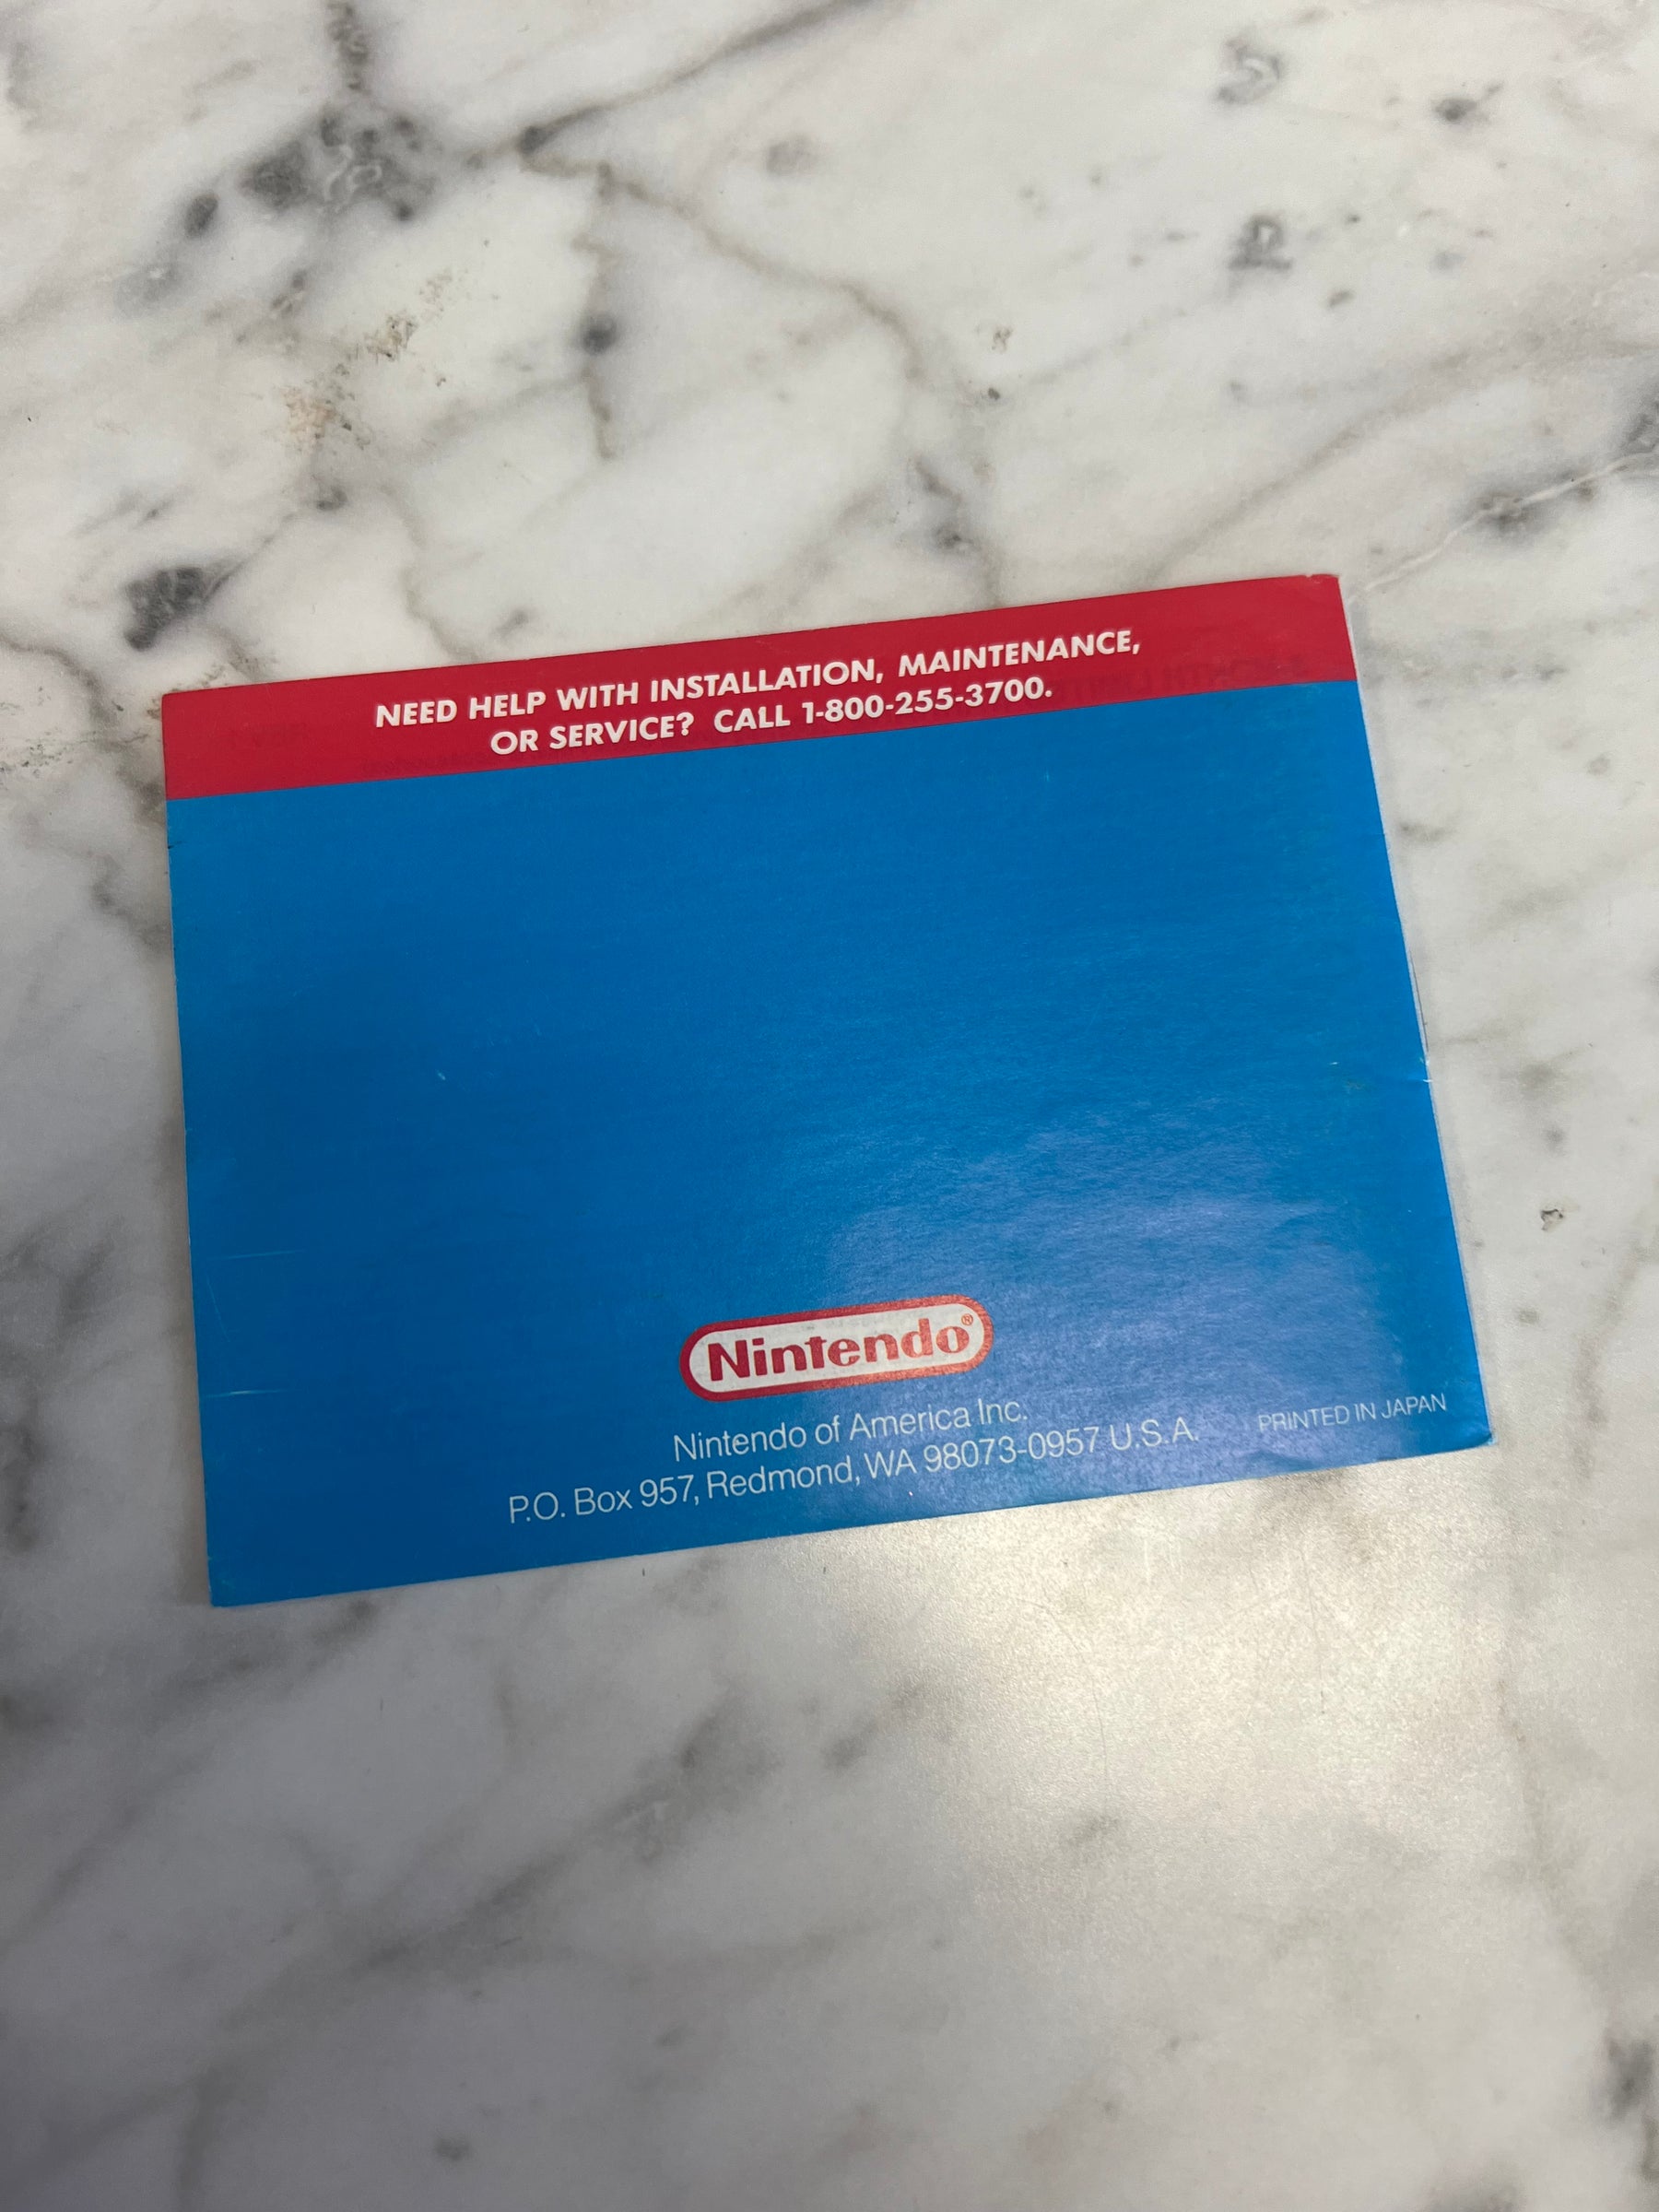 NEED HELP WITH INSTALLATION, MAINTENANCE,
OR SERVICE? CALL 1-800-255-3700.
Nintendo®
Nintendo of America Inc.
P.O. Box 957, Redmond, WA 98073-0957 U.S.A.
PRINTED IN JAPAN